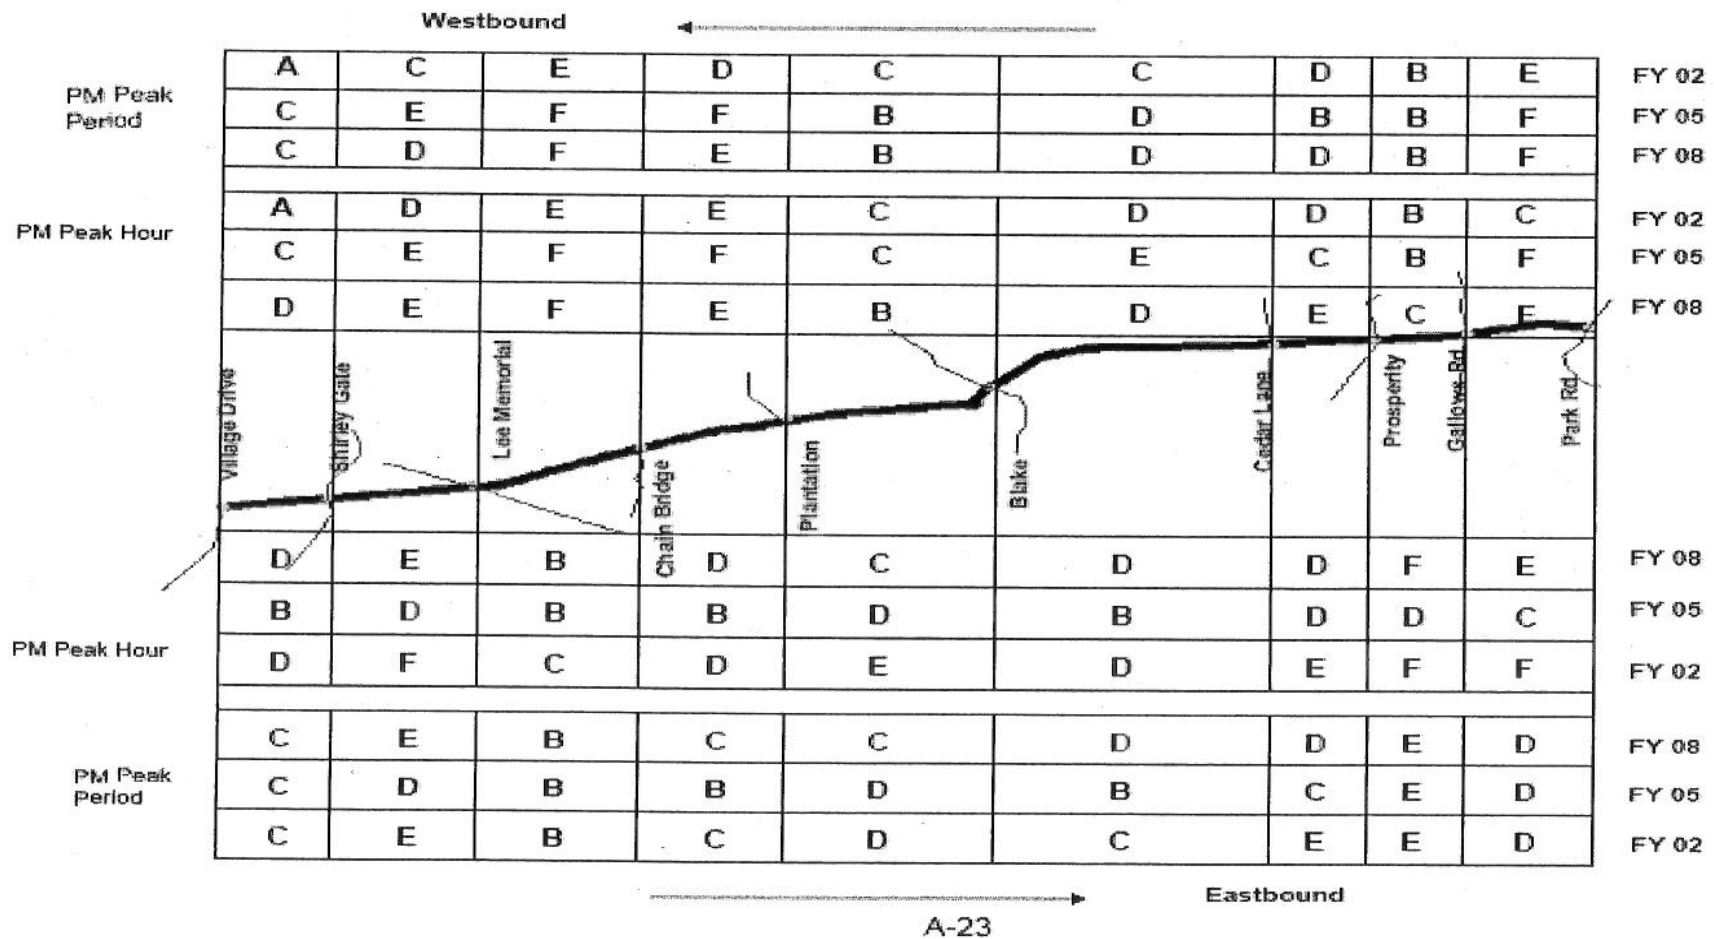 Westbound
A C E D C C D B E FY 02
PM Peak
Period
C E F F B D B B F FY 05
C D F E B D D B F FY 08
A D E E C D D B C FY 02
PM Peak Hour
C E F F C E C B F FY 05
D E F E B D E C E FY 08
Village Drive
Shirley Gate
Lee Memorial
Chain Bridge
Plantation
Blake
Cedar Lane
Prosperity
Gallows Rd
Park Rd
D E B D C D D F E FY 08
B D B B D B D D C FY 05
PM Peak Hour
D F C D E D E F F FY 02
C E B C C D D E D FY 08
PM Peak
Period
C D B B D B C E D FY 05
C E B C D C E E D FY 02
Eastbound
A-23